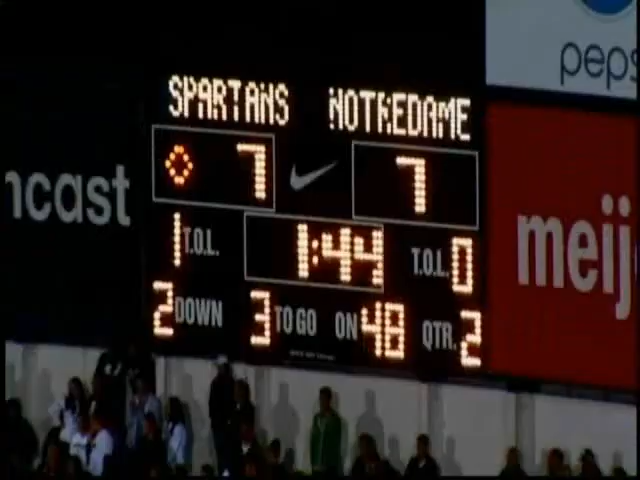 peps
SPARTANS NOTREDAME
7 7
ncast
meij
1 T.O.L. 1:44 T.O.L. 0
2 DOWN 3 TO GO ON 48 QTR. 2